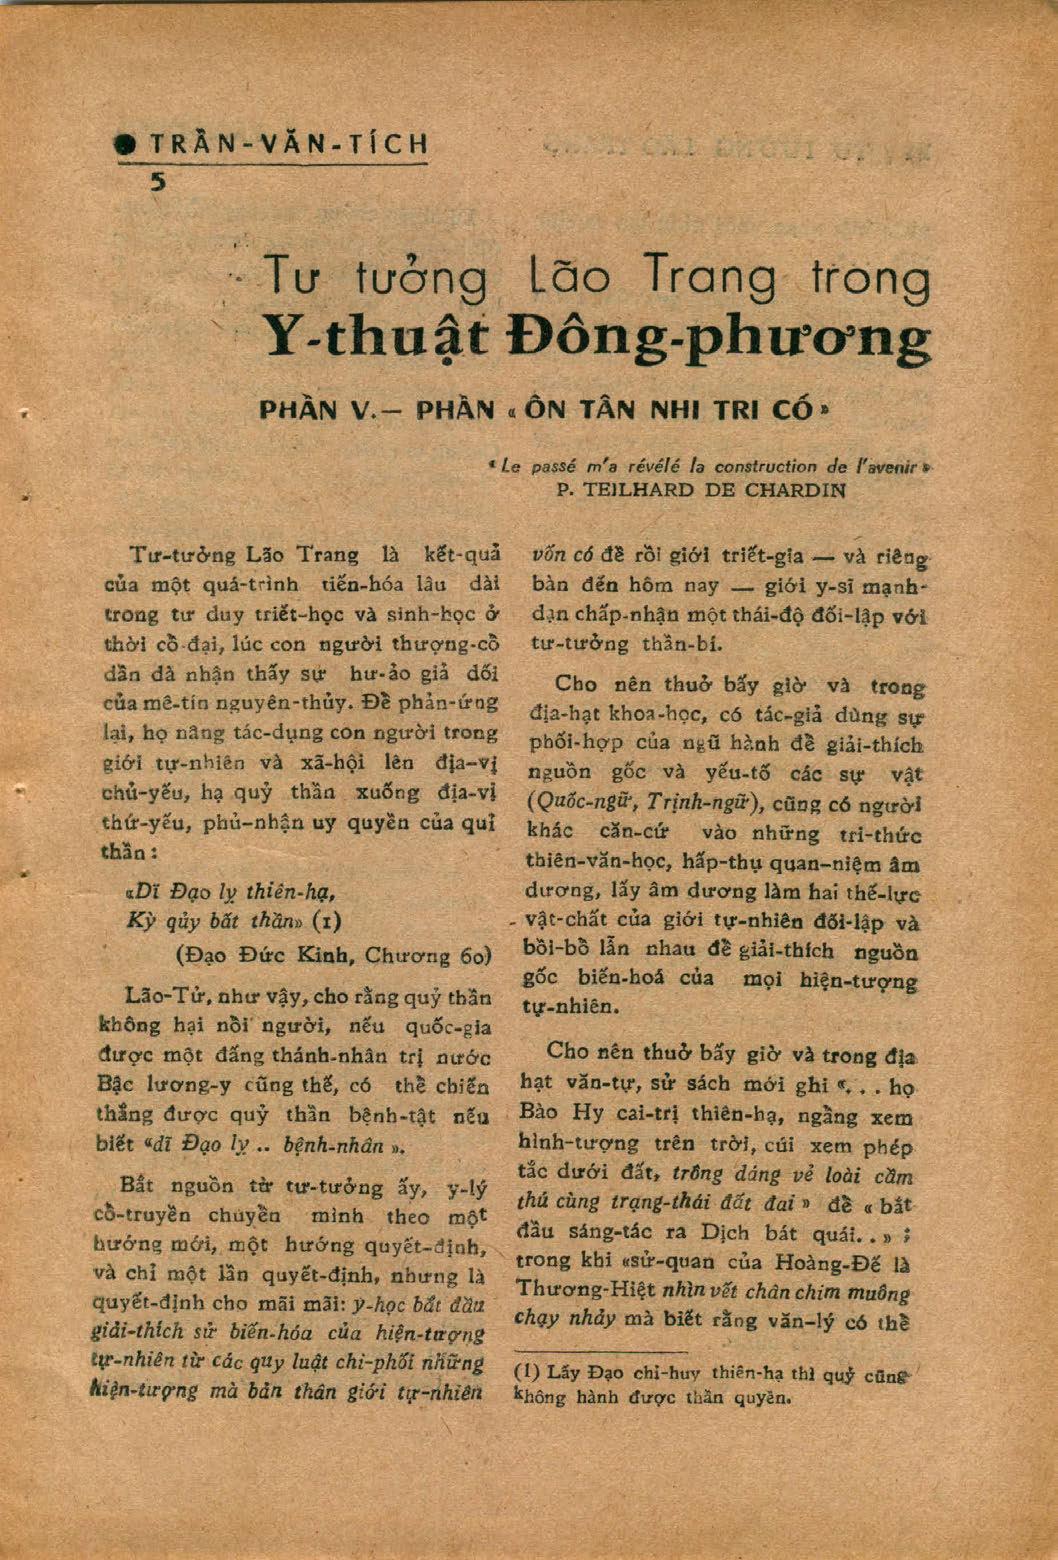 ● TRẦN-VĂN-TÍCH
5
Tư tưởng Lão Trang trong
Y-thuật Đông-phương
PHẦN V.— PHẦN « ÔN TÂN NHI TRI CỐ »
« Le passé m'a révélé la construction de l'avenir »
P. TEILHARD DE CHARDIN
Tư-tưởng Lão Trang là kết-quả
của một quá-trình tiến-hóa lâu dài
trong tư duy triết-học và sinh-học ở
thời cổ-đại, lúc con người thượng-cổ
dần dà nhận thấy sự hư-ảo giả dối
của mê-tín nguyên-thủy. Để phản-ứng
lại, họ nâng tác-dụng con người trong
giới tự-nhiên và xã-hội lên địa-vị
chủ-yếu, hạ quỷ thần xuống địa-vị
thứ-yếu, phủ-nhận uy quyền của quỉ
thần :
«Dĩ Đạo lỵ thiên-hạ,
Kỳ qủy bất thần» (1)
(Đạo Đức Kinh, Chương 60)
Lão-Tử, như vậy, cho rằng quỷ thần
không hại nổi người, nếu quốc-gia
được một đấng thánh-nhân trị nước
Bậc lương-y cũng thế, có thể chiến
thắng được quỷ thần bệnh-tật nếu
biết «dĩ Đạo lỵ .. bệnh-nhân ».
Bắt nguồn từ tư-tưởng ấy, y-lý
cổ-truyền chuyển mình theo một
hướng mới, một hướng quyết-định,
và chỉ một lần quyết-định, nhưng là
quyết-định cho mãi mãi: y-học bắt đầu
giải-thích sử biến-hóa của hiện-tượng
tự-nhiên từ các quy luật chi-phối những
hiện-tượng mà bản thân giới tự-nhiên
vốn có để rồi giới triết-gia — và riêng
bàn đến hôm nay — giới y-sĩ mạnh-
dạn chấp-nhận một thái-độ đối-lập với
tư-tưởng thần-bí.
Cho nên thuở bấy giờ và trong
địa-hạt khoa-học, có tác-giả dùng sự
phối-hợp của ngũ hành để giải-thích
nguồn gốc và yếu-tố các sự vật
(Quốc-ngữ, Trịnh-ngữ), cũng có người
khác căn-cứ vào những tri-thức
thiên-văn-học, hấp-thụ quan-niệm âm
dương, lấy âm dương làm hai thế-lực
vật-chất của giới tự-nhiên đối-lập và
bồi-bổ lẫn nhau để giải-thích nguồn
gốc biến-hoá của mọi hiện-tượng
tự-nhiên.
Cho nên thuở bấy giờ và trong địa
hạt văn-tự, sử sách mới ghi «. . . họ
Bào Hy cai-trị thiên-hạ, ngẩng xem
hình-tượng trên trời, cúi xem phép
tắc dưới đất, trông dáng vẻ loài cầm
thú cùng trạng-thái đất đai » để « bắt
đầu sáng-tác ra Dịch bát quái. . » ;
trong khi «sử-quan của Hoàng-Đế là
Thương-Hiệt nhìn vết chân chim muông
chạy nhảy mà biết rằng văn-lý có thể
(1) Lấy Đạo chỉ-huy thiên-hạ thì quỷ cũng
không hành được thần quyền.